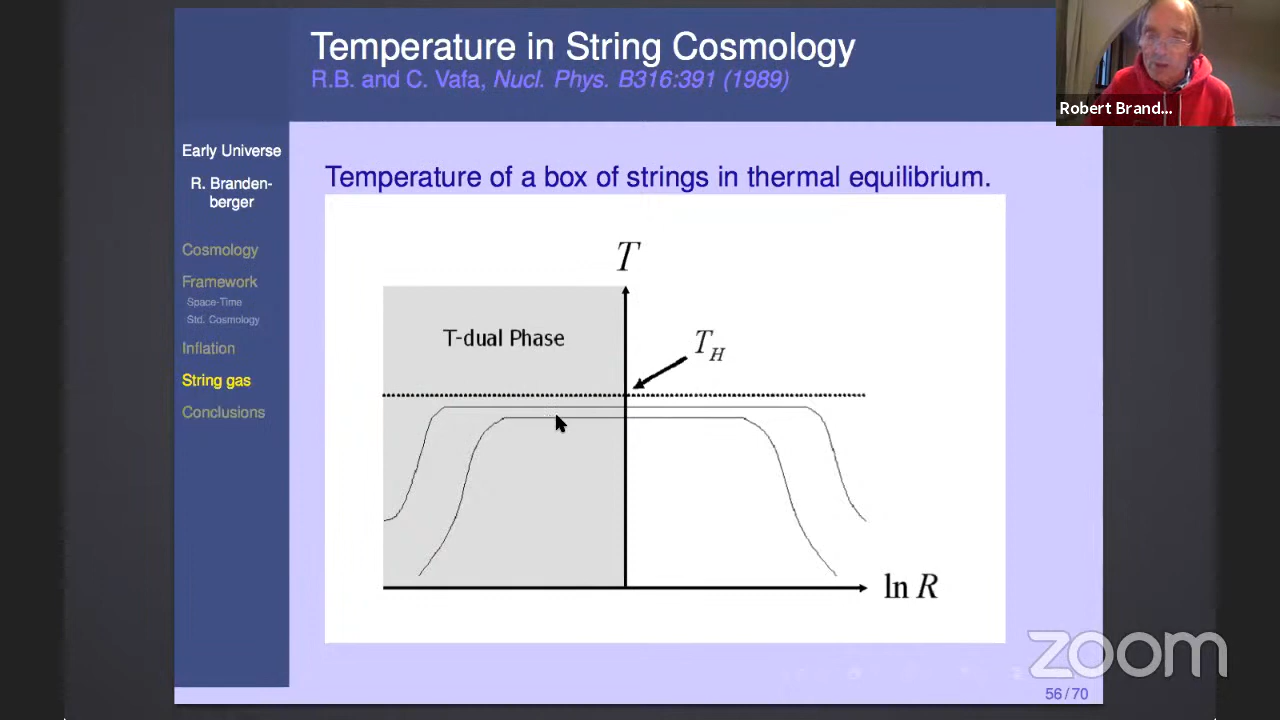 Temperature in String Cosmology
R.B. and C. Vafa, Nucl. Phys. B316:391 (1989)
Robert Brand...
Early Universe
R. Branden-
berger
Cosmology
Framework
Space-Time
Std. Cosmology
Inflation
String gas
Conclusions
Temperature of a box of strings in thermal equilibrium.
T
T-dual Phase
T_H
ln R
zoom
56 / 70